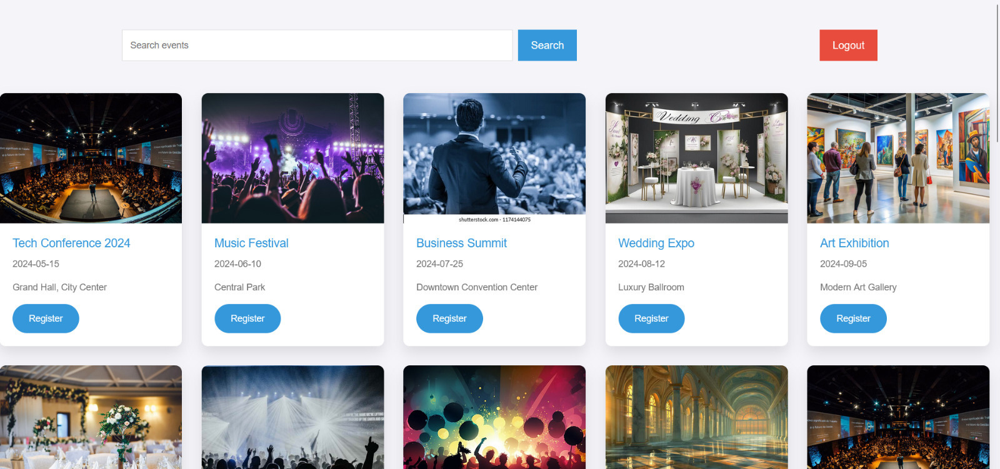 Search events
Search
Logout
Wedding
shutterstock.com · 1174144075
Tech Conference 2024
Music Festival
Business Summit
Wedding Expo
Art Exhibition
2024-05-15
2024-06-10
2024-07-25
2024-08-12
2024-09-05
Grand Hall, City Center
Central Park
Downtown Convention Center
Luxury Ballroom
Modern Art Gallery
Register
Register
Register
Register
Register